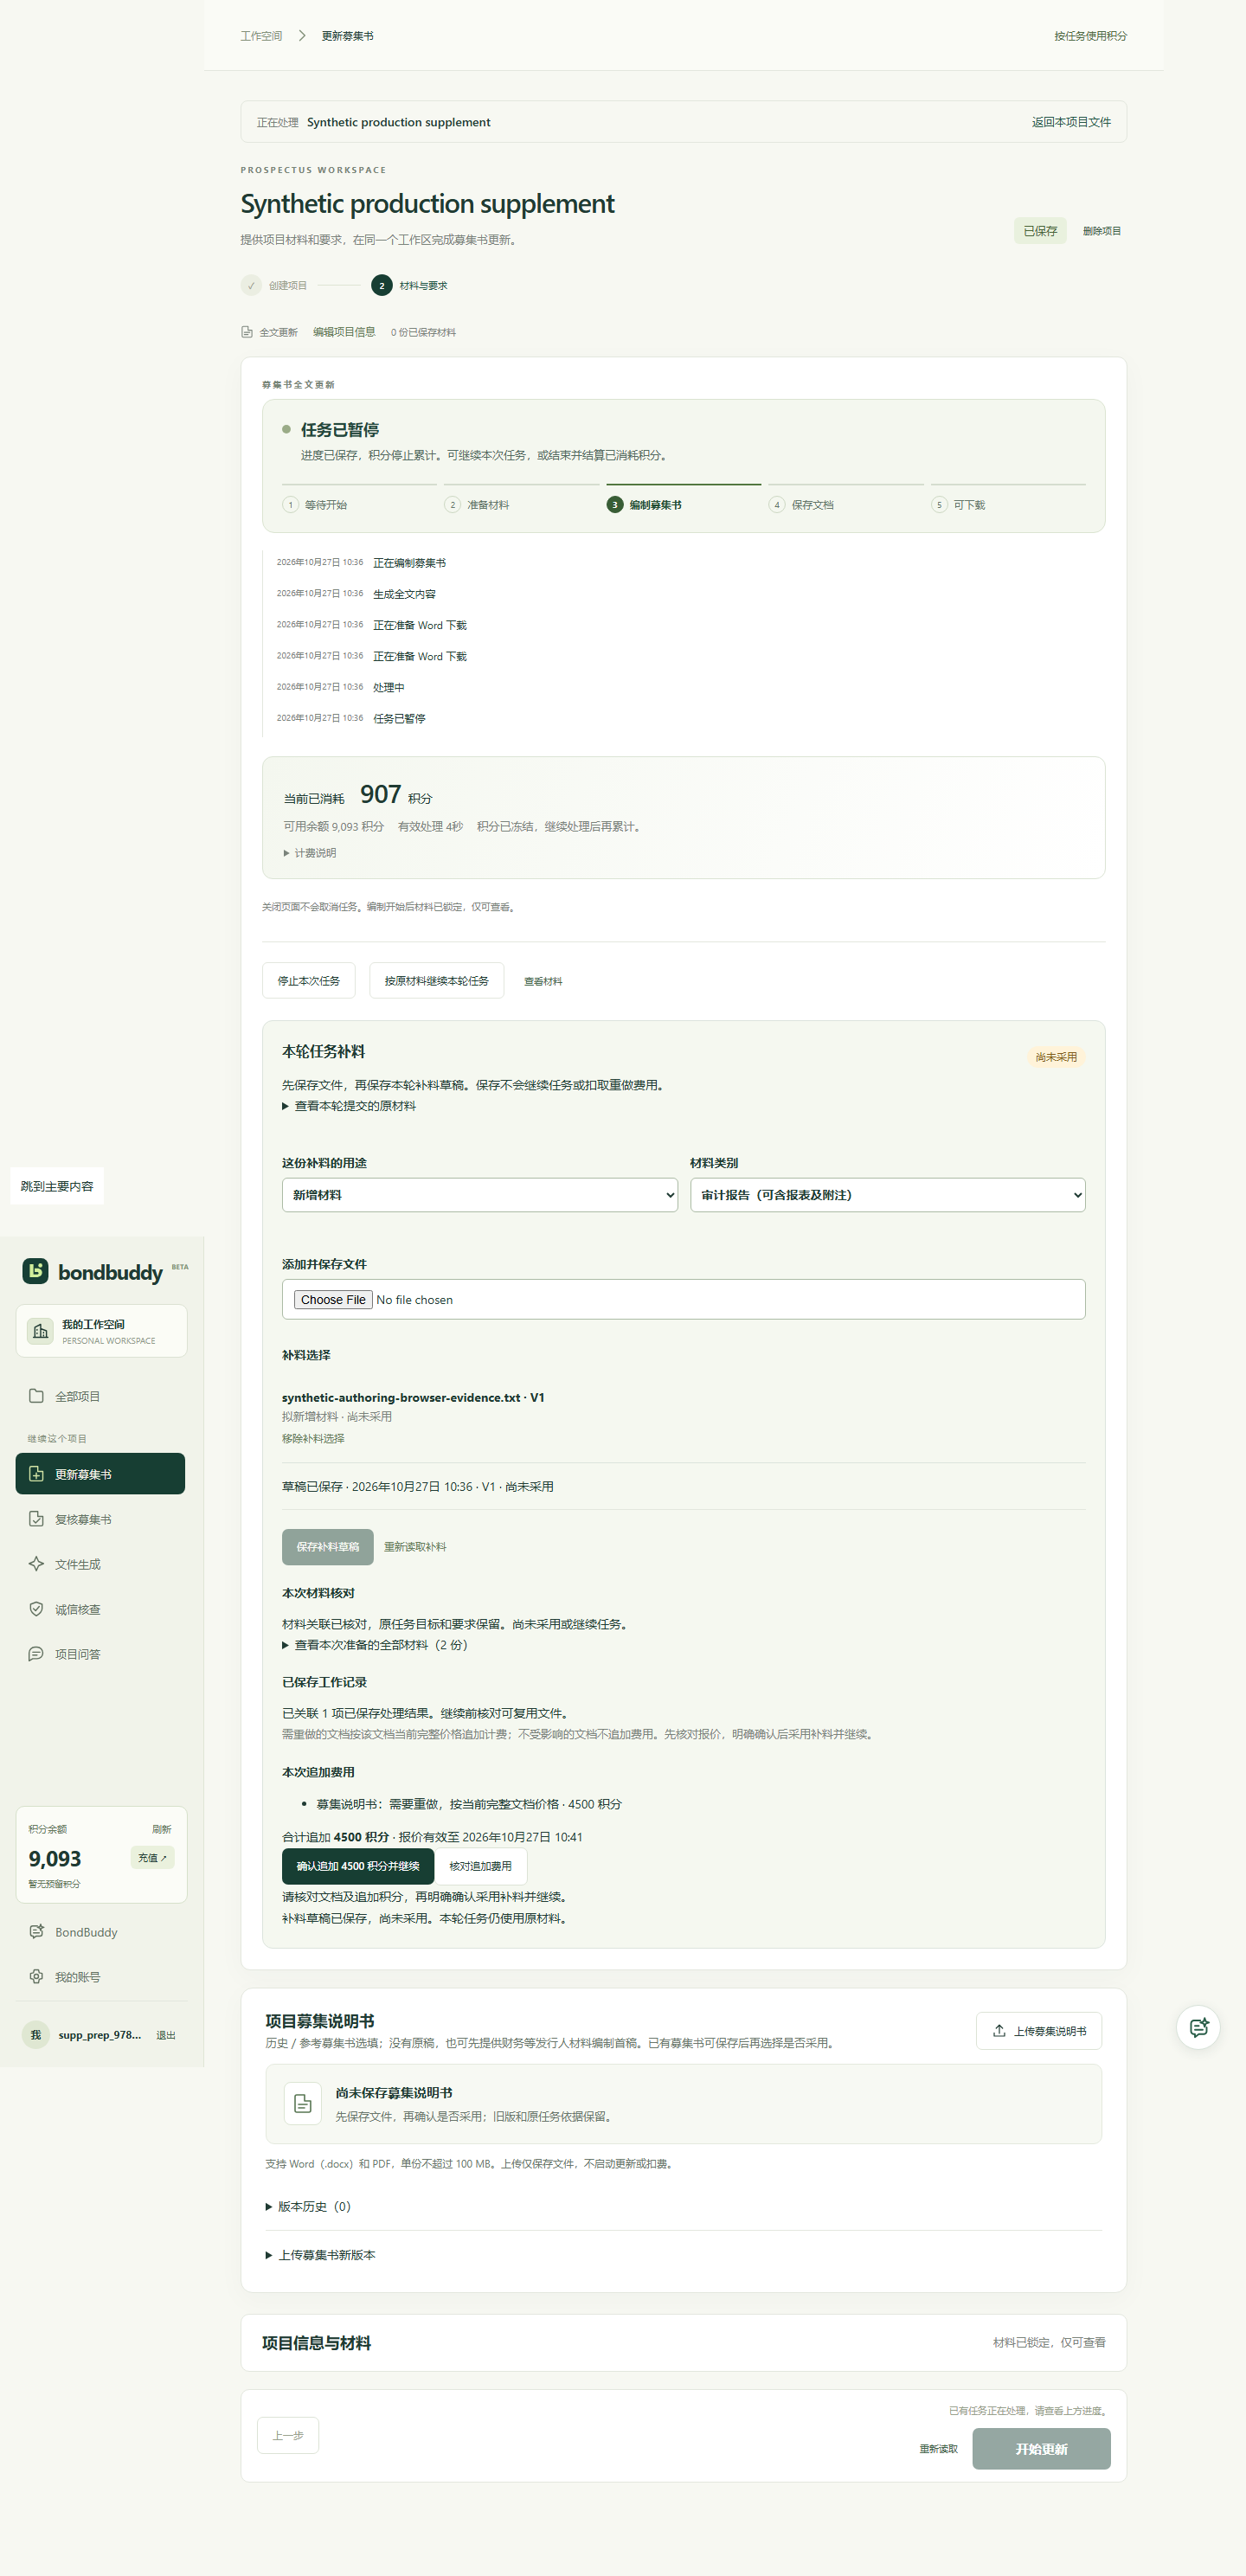 工作空间 > 更新募集书
按任务使用积分
正在处理 Synthetic production supplement
返回本项目文件
PROSPECTUS WORKSPACE
Synthetic production supplement
提供项目材料和要求，在同一个工作区完成募集书更新。
已保存
删除项目
✓ 创建项目
2 材料与要求
全文更新 编辑项目信息 0 份已保存材料
募集书全文更新
任务已暂停
进度已保存，积分停止累计。可继续本次任务，或结束并结算已消耗积分。
1 等待开始
2 准备材料
3 编制募集书
4 保存文档
5 可下载
2026年10月27日 10:36 正在编制募集书
2026年10月27日 10:36 生成全文内容
2026年10月27日 10:36 正在准备 Word 下载
2026年10月27日 10:36 正在准备 Word 下载
2026年10月27日 10:36 处理中
2026年10月27日 10:36 任务已暂停
当前已消耗 907 积分
可用余额 9,093 积分 有效处理 4秒 积分已冻结，继续处理后再累计。
▶ 计费说明
关闭页面不会取消任务。编制开始后材料已锁定，仅可查看。
停止本次任务
按原材料继续本轮任务
查看材料
本轮任务补料
尚未采用
先保存文件，再保存本轮补料草稿。保存不会继续任务或扣取重做费用。
▶ 查看本轮提交的原材料
这份补料的用途
材料类别
新增材料
审计报告（可含报表及附注）
添加并保存文件
Choose File No file chosen
补料选择
synthetic-authoring-browser-evidence.txt · V1
拟新增材料 · 尚未采用
移除补料选择
草稿已保存 · 2026年10月27日 10:36 · V1 · 尚未采用
保存补料草稿
重新读取补料
本次材料核对
材料关联已核对，原任务目标和要求保留。尚未采用或继续任务。
▶ 查看本次准备的全部材料（2 份）
已保存工作记录
已关联 1 项已保存处理结果。继续前核对可复用文件。
需重做的文档按该文档当前完整价格追加计费；不受影响的文档不追加费用。先核对报价，明确确认后采用补料并继续。
本次追加费用
• 募集说明书：需要重做，按当前完整文档价格 · 4500 积分
合计追加 4500 积分 · 报价有效至 2026年10月27日 10:41
确认追加 4500 积分并继续
核对追加费用
请核对文档及追加积分，再明确确认采用补料并继续。
补料草稿已保存，尚未采用。本轮任务仍使用原材料。
项目募集说明书
历史 / 参考募集书选填；没有原稿，也可先提供财务等发行人材料编制首稿。已有募集书可保存后再选择是否采用。
上传募集说明书
尚未保存募集说明书
先保存文件，再确认是否采用；旧版和原任务依据保留。
支持 Word（.docx）和 PDF，单份不超过 100 MB。上传仅保存文件，不启动更新或扣费。
▶ 版本历史（0）
▶ 上传募集书新版本
项目信息与材料
材料已锁定，仅可查看
上一步
已有任务正在处理，请查看上方进度。
重新读取
开始更新
跳到主要内容
bondbuddy BETA
我的工作空间
PERSONAL WORKSPACE
全部项目
继续这个项目
更新募集书
复核募集书
文件生成
诚信核查
项目问答
积分余额
刷新
9,093
充值 ↗
暂无预留积分
BondBuddy
我的账号
我 supp_prep_978... 退出